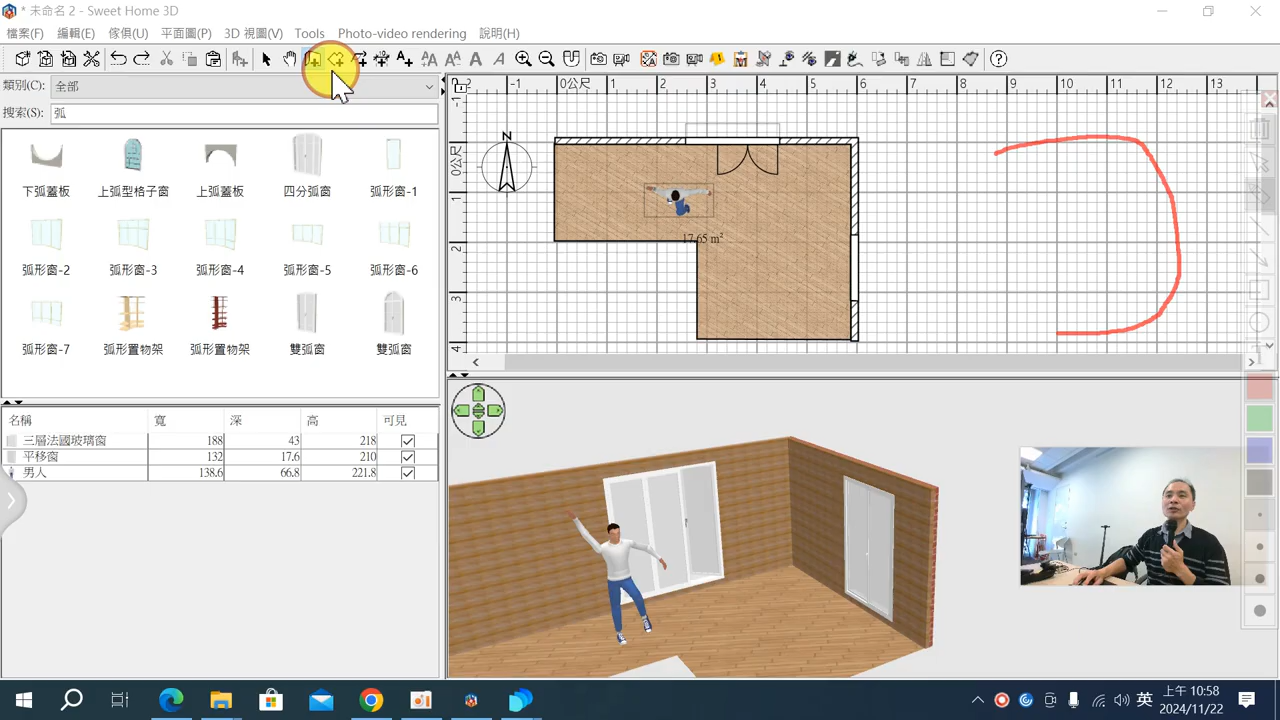 * 未命名 2 - Sweet Home 3D
檔案(F) 編輯(E) 傢俱(U) 平面圖(P) 3D 視圖(V) Tools Photo-video rendering 說明(H)
類別(C): 全部
搜索(S): 弧
下弧蓋板 上弧型格子窗 上弧蓋板 四分弧窗 弧形窗-1
弧形窗-2 弧形窗-3 弧形窗-4 弧形窗-5 弧形窗-6
弧形窗-7 弧形置物架 弧形置物架 雙弧窗 雙弧窗
名稱 寬 深 高 可見
三層法國玻璃窗 188 43 218
平移窗 132 17.6 210
男人 138.6 66.8 221.8
-1 0公尺 1 2 3 4 5 6 7 8 9 10 11 12 13
-1
0公尺
1
2
3
4
N
17.65 m²
英
上午 10:58
2024/11/22